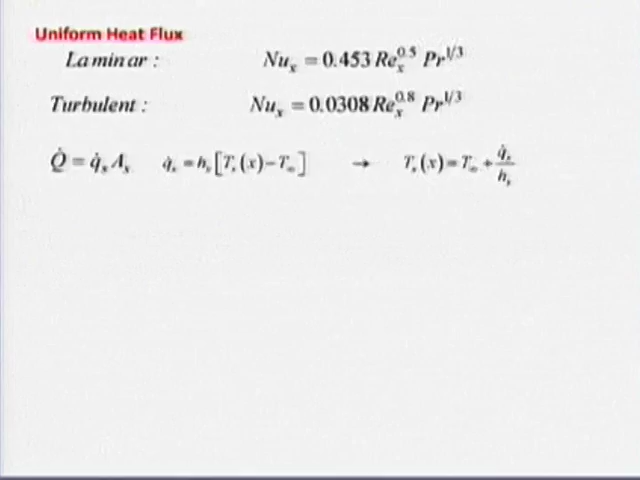 Uniform Heat Flux
Laminar : Nu_x = 0.453 Re_x^0.5 Pr^1/3
Turbulent : Nu_x = 0.0308 Re_x^0.8 Pr^1/3
Q̇ = q̇_s A_s q̇_s = h_x [T_s (x) − T_∞ ] → T_s (x) = T_∞ + q̇_s / h_x